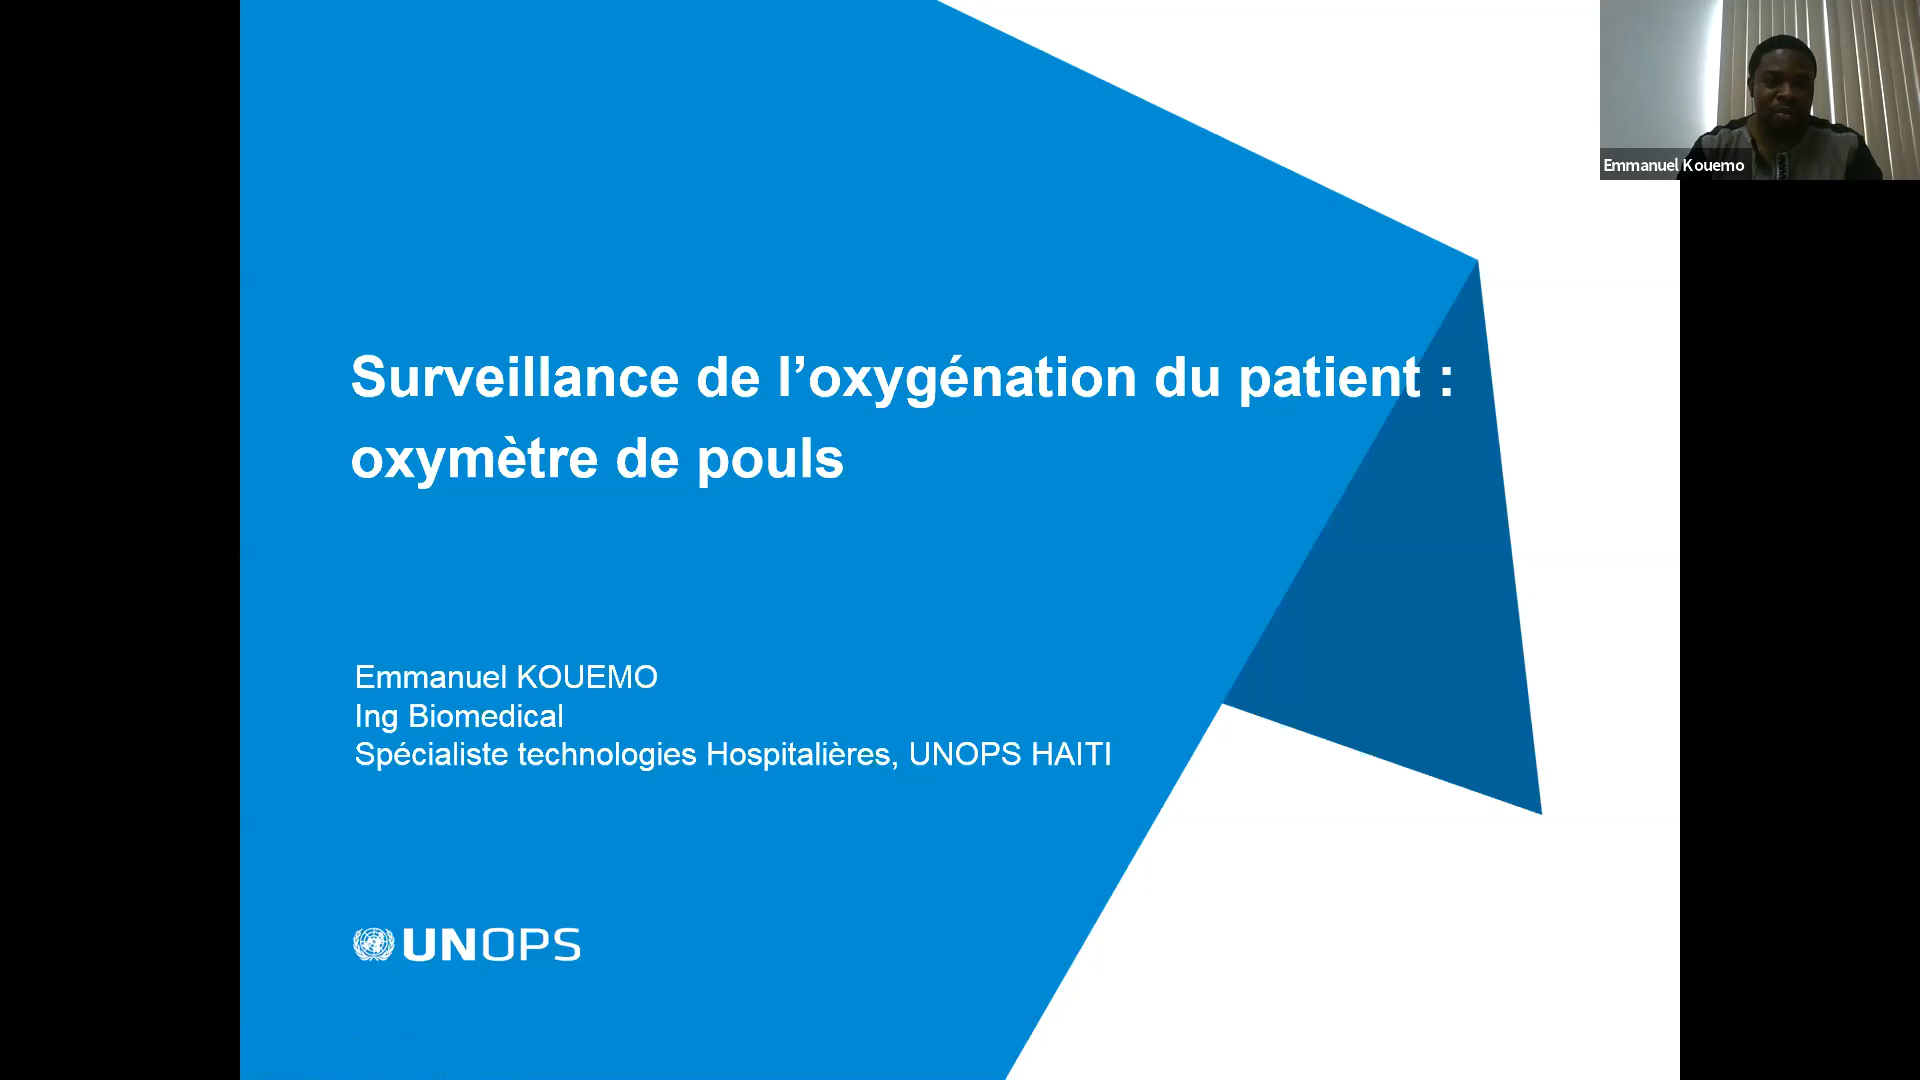 Surveillance de l’oxygénation du patient :
oxymètre de pouls
Emmanuel KOUEMO
Ing Biomedical
Spécialiste technologies Hospitalières, UNOPS HAITI
UNOPS
Emmanuel Kouemo